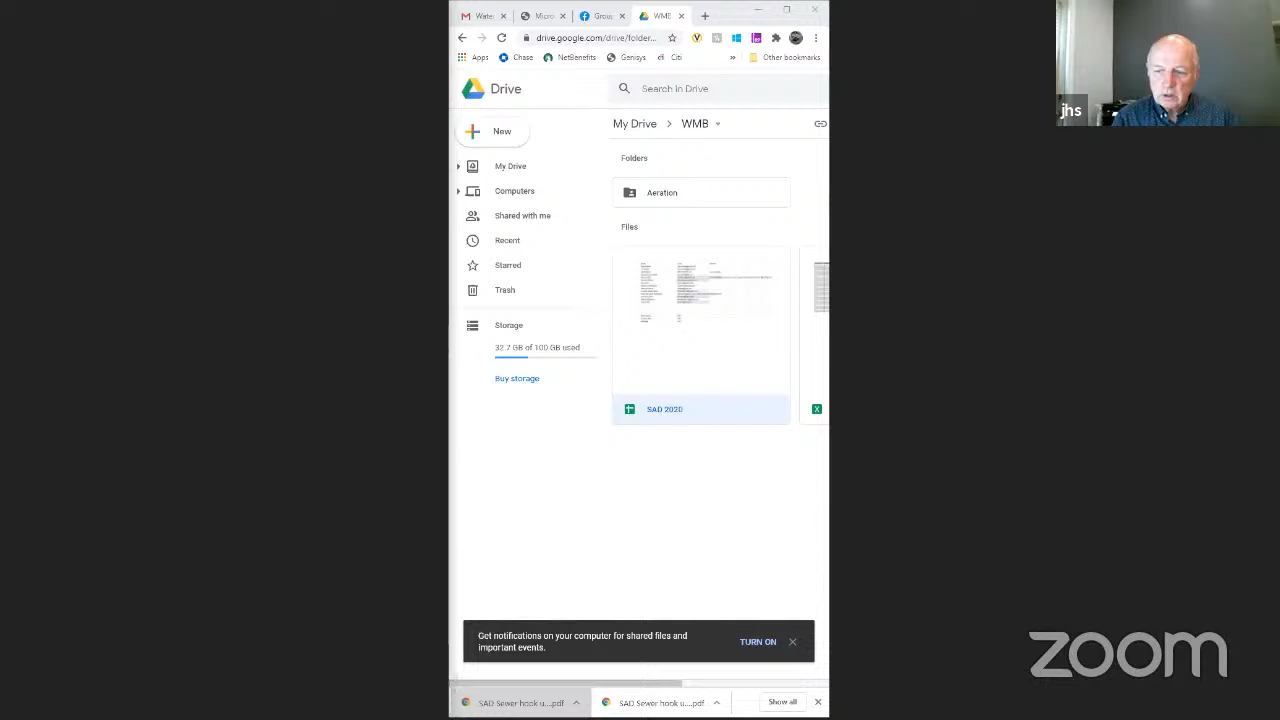 Water
Micro
Group
WMB
drive.google.com/drive/folder...
Apps
Chase
NetBenefits
Genisys
Citi
»
Other bookmarks
Drive
Search in Drive
New
My Drive > WMB
My Drive
Computers
Shared with me
Recent
Starred
Trash
Storage
32.7 GB of 100 GB used
Buy storage
Folders
Aeration
Files
SAD 2020
Get notifications on your computer for shared files and
important events.
TURN ON
SAD Sewer hook u....pdf
SAD Sewer hook u....pdf
Show all
jhs
zoom